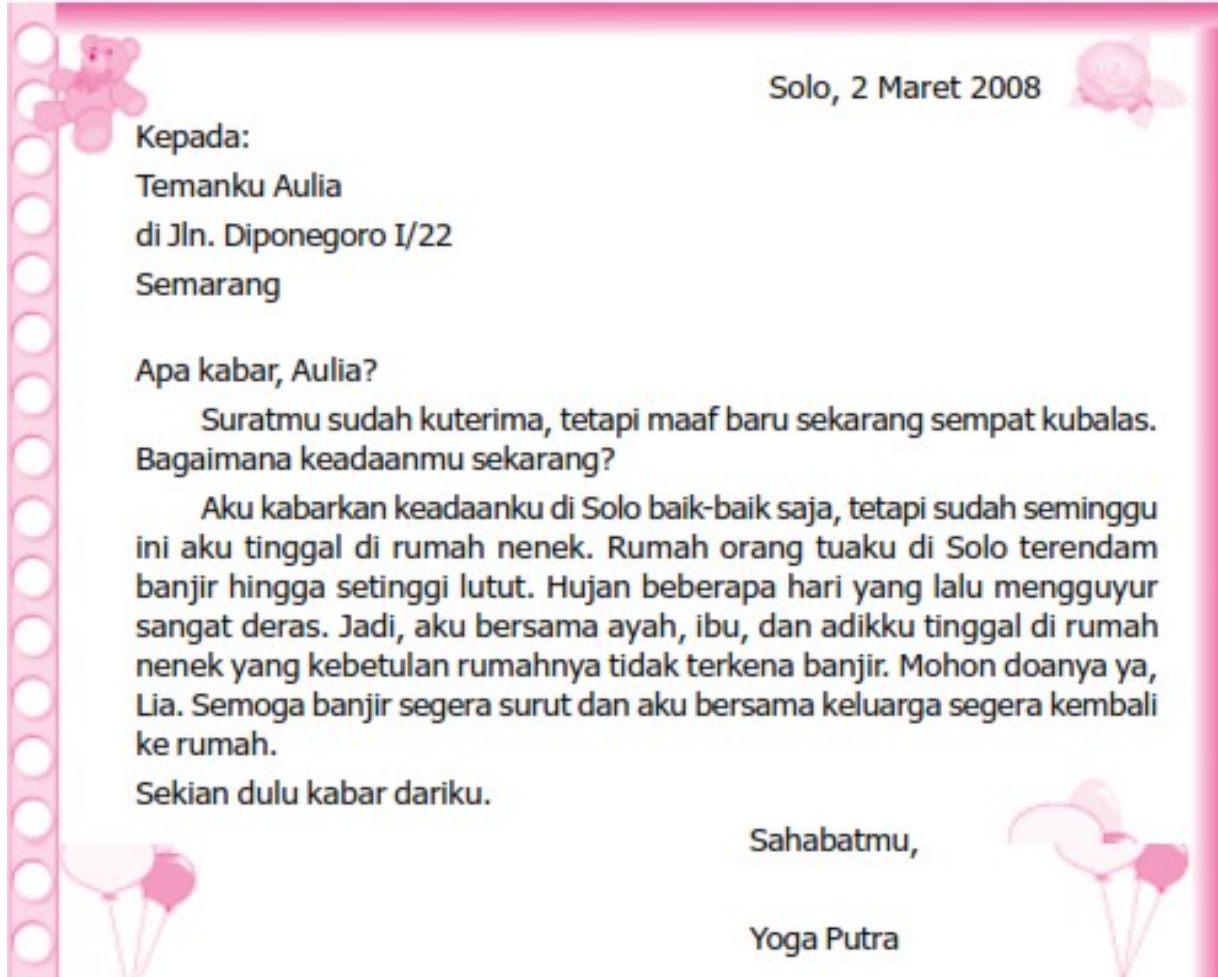 Solo, 2 Maret 2008
Kepada:
Temanku Aulia
di Jln. Diponegoro I/22
Semarang
Apa kabar, Aulia?
Suratmu sudah kuterima, tetapi maaf baru sekarang sempat kubalas.
Bagaimana keadaanmu sekarang?
Aku kabarkan keadaanku di Solo baik-baik saja, tetapi sudah seminggu
ini aku tinggal di rumah nenek. Rumah orang tuaku di Solo terendam
banjir hingga setinggi lutut. Hujan beberapa hari yang lalu mengguyur
sangat deras. Jadi, aku bersama ayah, ibu, dan adikku tinggal di rumah
nenek yang kebetulan rumahnya tidak terkena banjir. Mohon doanya ya,
Lia. Semoga banjir segera surut dan aku bersama keluarga segera kembali
ke rumah.
Sekian dulu kabar dariku.
Sahabatmu,
Yoga Putra